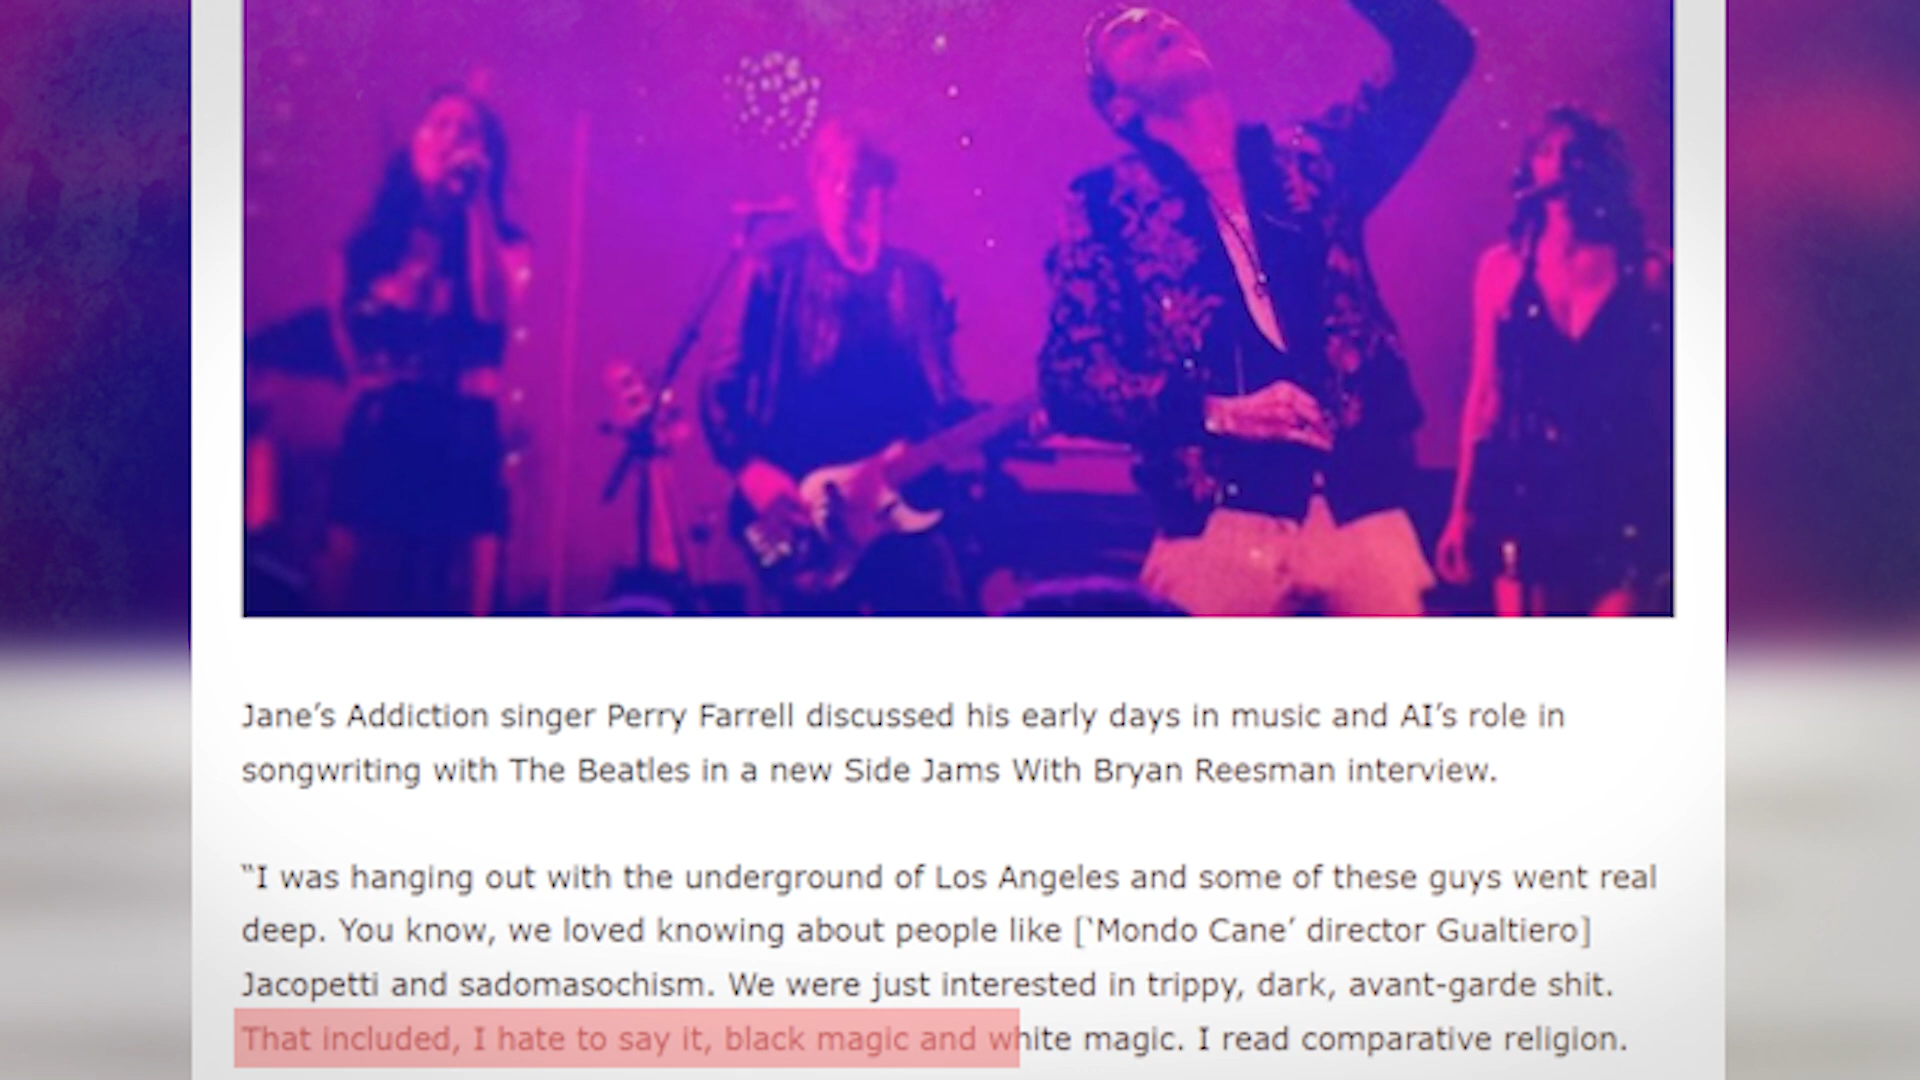 Jane’s Addiction singer Perry Farrell discussed his early days in music and AI’s role in
songwriting with The Beatles in a new Side Jams With Bryan Reesman interview.
“I was hanging out with the underground of Los Angeles and some of these guys went real
deep. You know, we loved knowing about people like [‘Mondo Cane’ director Gualtiero]
Jacopetti and sadomasochism. We were just interested in trippy, dark, avant-garde shit.
That included, I hate to say it, black magic and white magic. I read comparative religion.